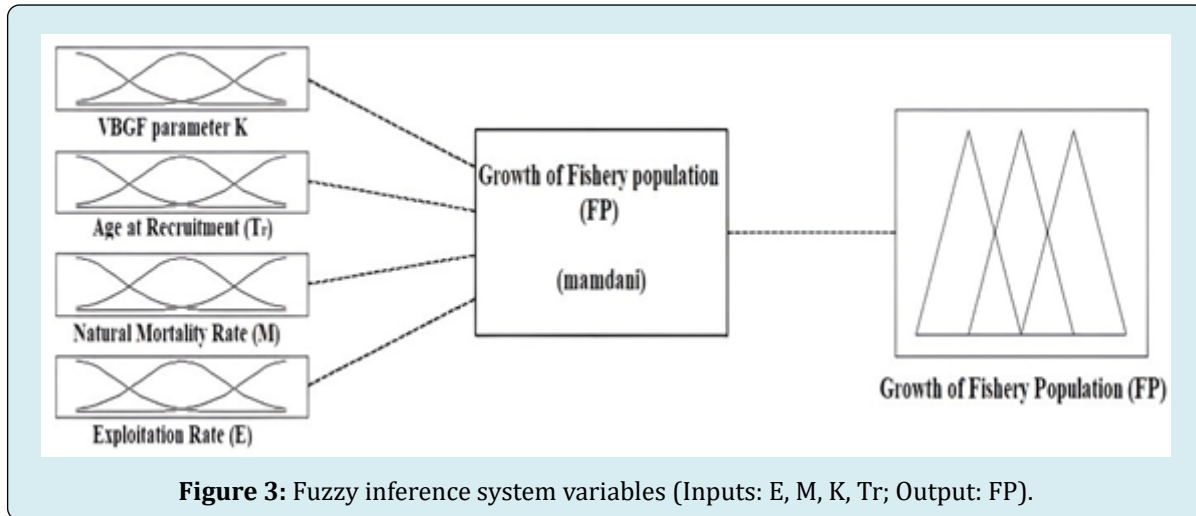 VBGF parameter K
Age at Recruitment (Tr)
Natural Mortality Rate (M)
Exploitation Rate (E)
Growth of Fishery population
(FP)
(mamdani)
Growth of Fishery Population (FP)
Figure 3: Fuzzy inference system variables (Inputs: E, M, K, Tr; Output: FP).